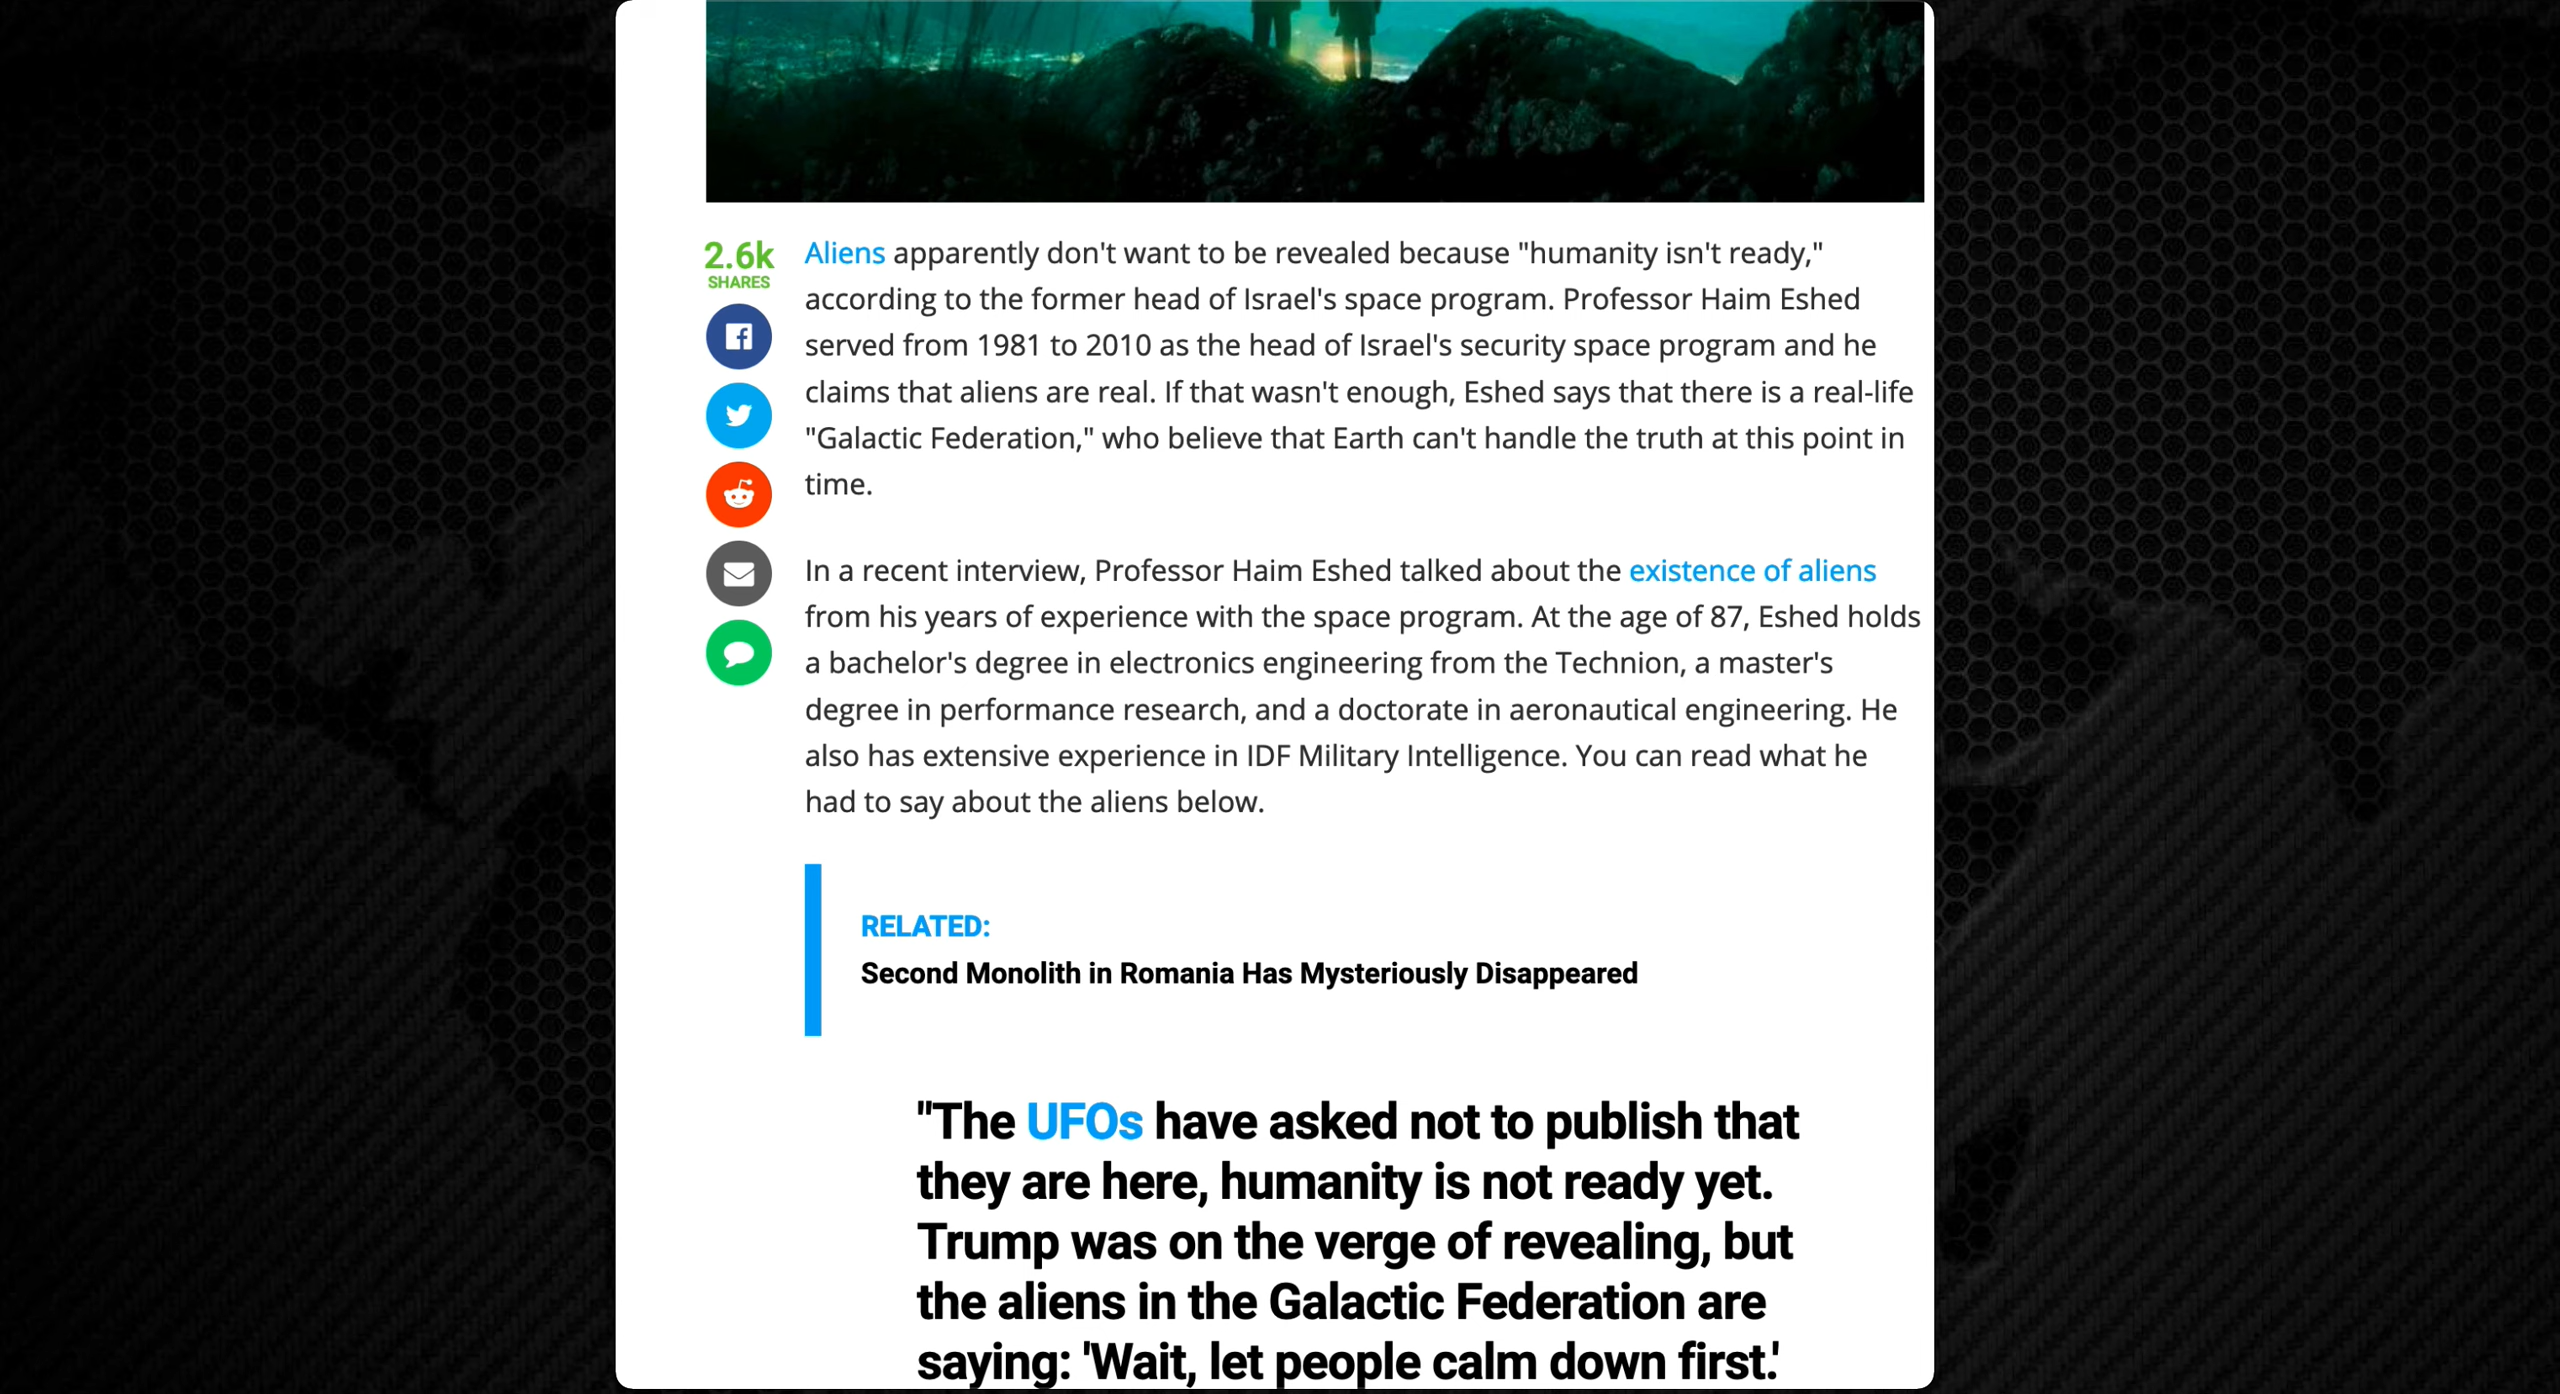 2.6k
SHARES
Aliens apparently don't want to be revealed because "humanity isn't ready,"
according to the former head of Israel's space program. Professor Haim Eshed
served from 1981 to 2010 as the head of Israel's security space program and he
claims that aliens are real. If that wasn't enough, Eshed says that there is a real-life
"Galactic Federation," who believe that Earth can't handle the truth at this point in
time.
In a recent interview, Professor Haim Eshed talked about the existence of aliens
from his years of experience with the space program. At the age of 87, Eshed holds
a bachelor's degree in electronics engineering from the Technion, a master's
degree in performance research, and a doctorate in aeronautical engineering. He
also has extensive experience in IDF Military Intelligence. You can read what he
had to say about the aliens below.
RELATED:
Second Monolith in Romania Has Mysteriously Disappeared
"The UFOs have asked not to publish that
they are here, humanity is not ready yet.
Trump was on the verge of revealing, but
the aliens in the Galactic Federation are
saying: 'Wait, let people calm down first.'